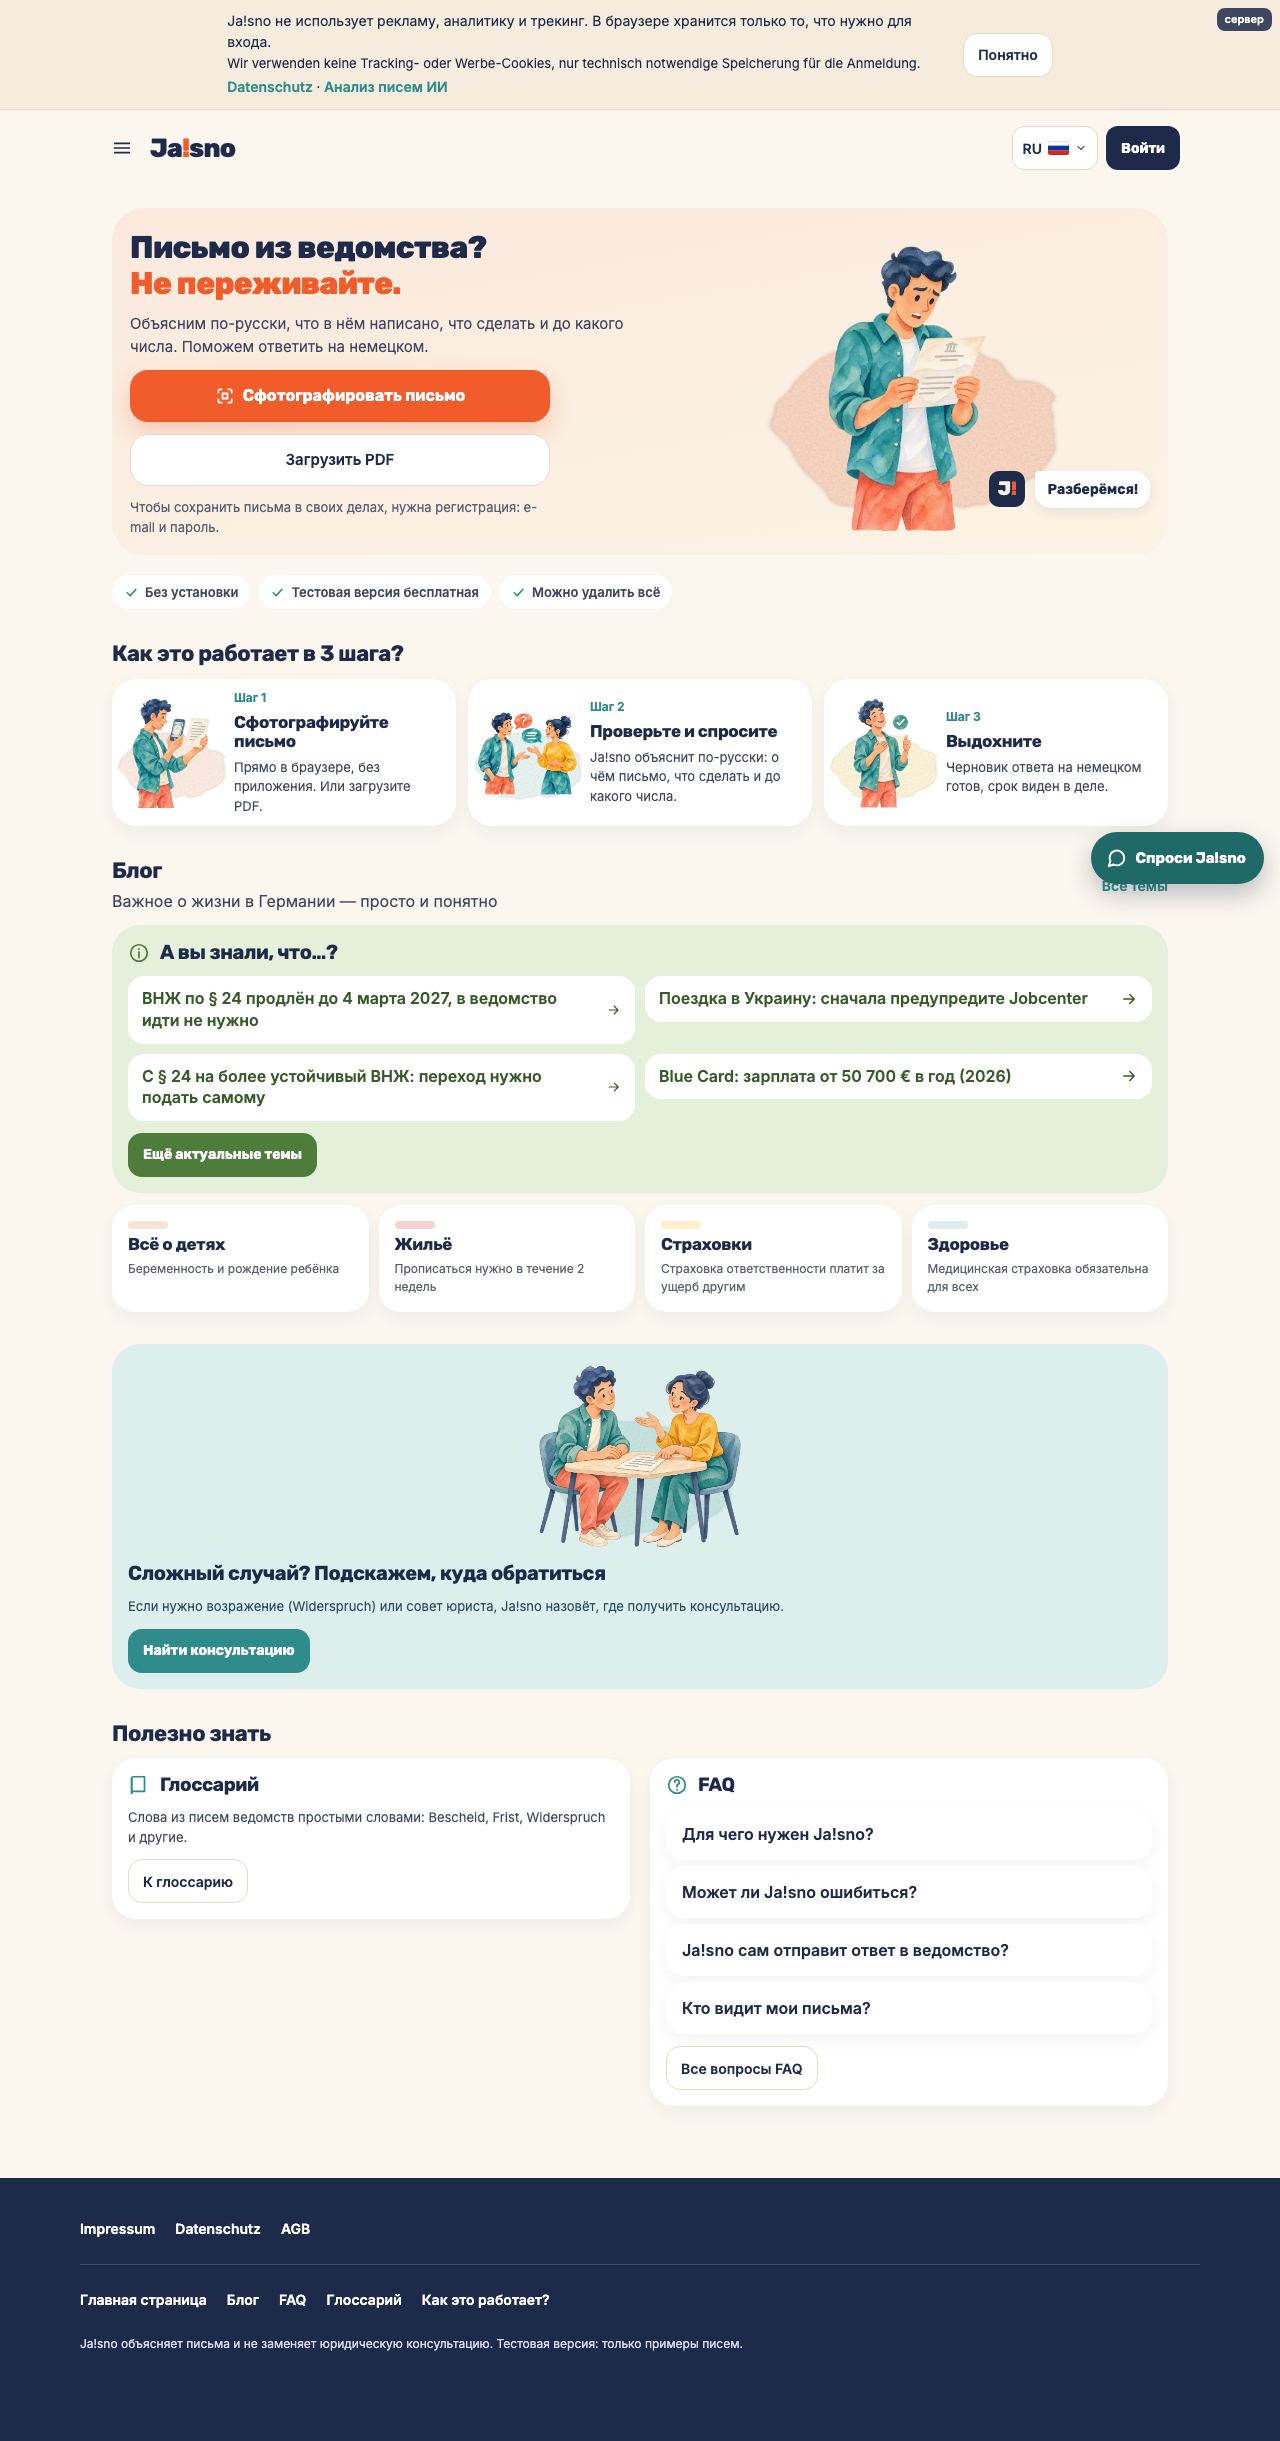 Ja!sno не использует рекламу, аналитику и трекинг. В браузере хранится только то, что нужно для
входа.
Wir verwenden keine Tracking- oder Werbe-Cookies, nur technisch notwendige Speicherung für die Anmeldung.
Datenschutz · Анализ писем ИИ
Понятно
сервер
Ja!sno
RU
Войти
Письмо из ведомства?
Не переживайте.
Объясним по-русски, что в нём написано, что сделать и до какого
числа. Поможем ответить на немецком.
Сфотографировать письмо
Загрузить PDF
Чтобы сохранить письма в своих делах, нужна регистрация: e-
mail и пароль.
J!
Разберёмся!
Без установки
Тестовая версия бесплатная
Можно удалить всё
Как это работает в 3 шага?
Шаг 1
Сфотографируйте
письмо
Прямо в браузере, без
приложения. Или загрузите
PDF.
Шаг 2
Проверьте и спросите
Ja!sno объяснит по-русски: о
чём письмо, что сделать и до
какого числа.
Шаг 3
Выдохните
Черновик ответа на немецком
готов, срок виден в деле.
Спроси Ja!sno
Блог
Все темы
Важное о жизни в Германии — просто и понятно
А вы знали, что...?
ВНЖ по § 24 продлён до 4 марта 2027, в ведомство
идти не нужно
Поездка в Украину: сначала предупредите Jobcenter
С § 24 на более устойчивый ВНЖ: переход нужно
подать самому
Blue Card: зарплата от 50 700 € в год (2026)
Ещё актуальные темы
Всё о детях
Беременность и рождение ребёнка
Жильё
Прописаться нужно в течение 2
недель
Страховки
Страховка ответственности платит за
ущерб другим
Здоровье
Медицинская страховка обязательна
для всех
Сложный случай? Подскажем, куда обратиться
Если нужно возражение (Widerspruch) или совет юриста, Ja!sno назовёт, где получить консультацию.
Найти консультацию
Полезно знать
Глоссарий
Слова из писем ведомств простыми словами: Bescheid, Frist, Widerspruch
и другие.
К глоссарию
FAQ
Для чего нужен Ja!sno?
Может ли Ja!sno ошибиться?
Ja!sno сам отправит ответ в ведомство?
Кто видит мои письма?
Все вопросы FAQ
Impressum
Datenschutz
AGB
Главная страница
Блог
FAQ
Глоссарий
Как это работает?
Ja!sno объясняет письма и не заменяет юридическую консультацию. Тестовая версия: только примеры писем.